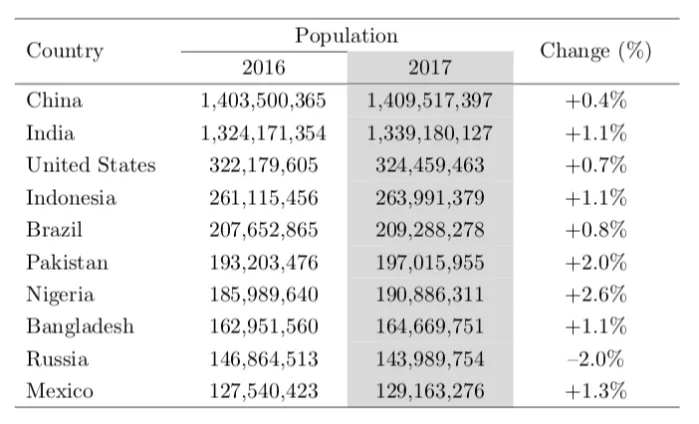 Country Population Change (%)
2016 2017
China 1,403,500,365 1,409,517,397 +0.4%
India 1,324,171,354 1,339,180,127 +1.1%
United States 322,179,605 324,459,463 +0.7%
Indonesia 261,115,456 263,991,379 +1.1%
Brazil 207,652,865 209,288,278 +0.8%
Pakistan 193,203,476 197,015,955 +2.0%
Nigeria 185,989,640 190,886,311 +2.6%
Bangladesh 162,951,560 164,669,751 +1.1%
Russia 146,864,513 143,989,754 –2.0%
Mexico 127,540,423 129,163,276 +1.3%